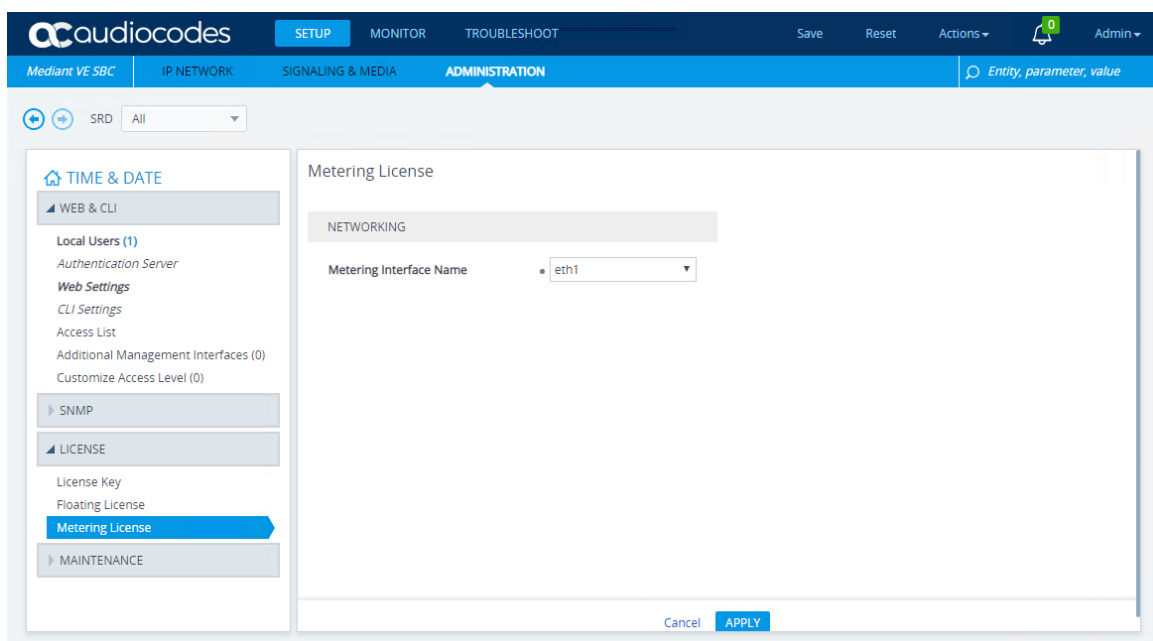 audiocodes SETUP MONITOR TROUBLESHOOT Save Reset Actions 0 Admin
Mediant VE SBC IP NETWORK SIGNALING & MEDIA ADMINISTRATION Entity, parameter, value
SRD All
TIME & DATE
WEB & CLI
Local Users (1)
Authentication Server
Web Settings
CLI Settings
Access List
Additional Management Interfaces (0)
Customize Access Level (0)
SNMP
LICENSE
License Key
Floating License
Metering License
MAINTENANCE
Metering License
NETWORKING
Metering Interface Name eth1
Cancel APPLY